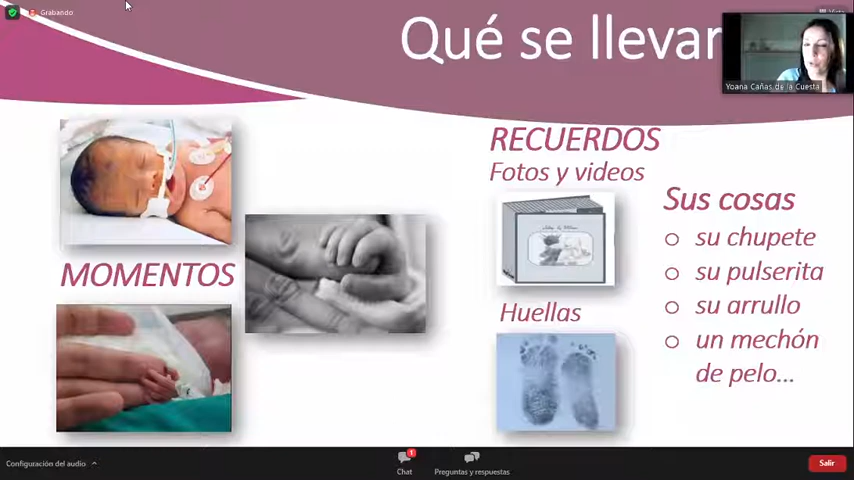 Grabando
Qué se llevar
Yoana Cañas de la Cuesta
RECUERDOS
Fotos y videos
Sus cosas
su chupete
su pulserita
su arrullo
un mechón
de pelo...
MOMENTOS
Huellas
Configuración del audio
1
Chat
Preguntas y respuestas
Salir